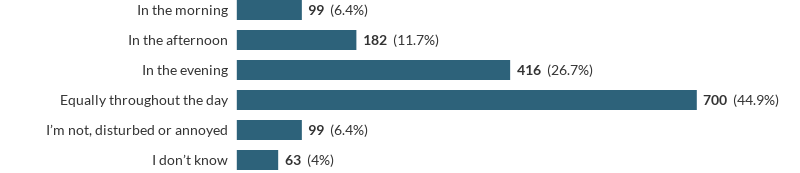 In the morning 99 (6.4%)
In the afternoon 182 (11.7%)
In the evening 416 (26.7%)
Equally throughout the day 700 (44.9%)
I'm not, disturbed or annoyed 99 (6.4%)
I don't know 63 (4%)